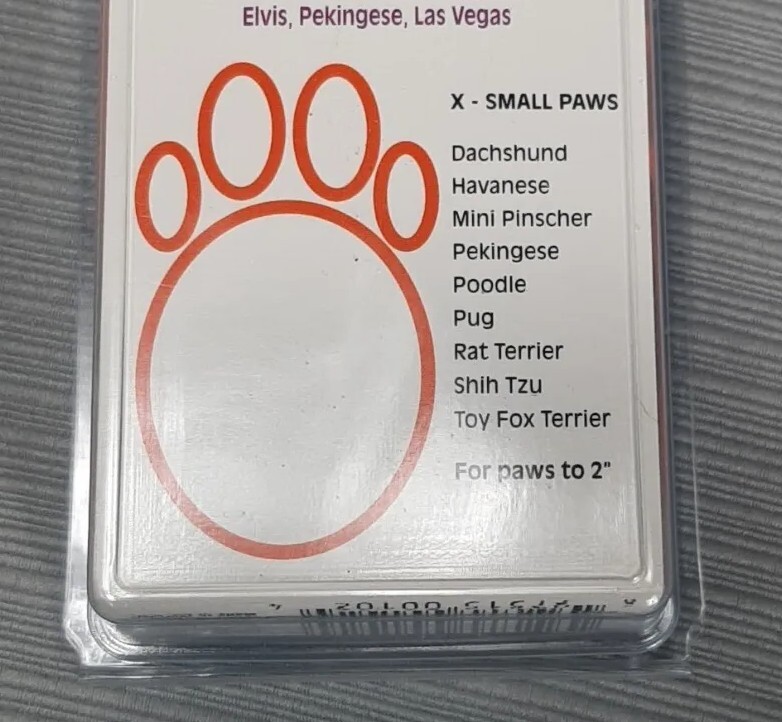 Elvis, Pekingese, Las Vegas
X - SMALL PAWS
Dachshund
Havanese
Mini Pinscher
Pekingese
Poodle
Pug
Rat Terrier
Shih Tzu
Toy Fox Terrier
For paws to 2"